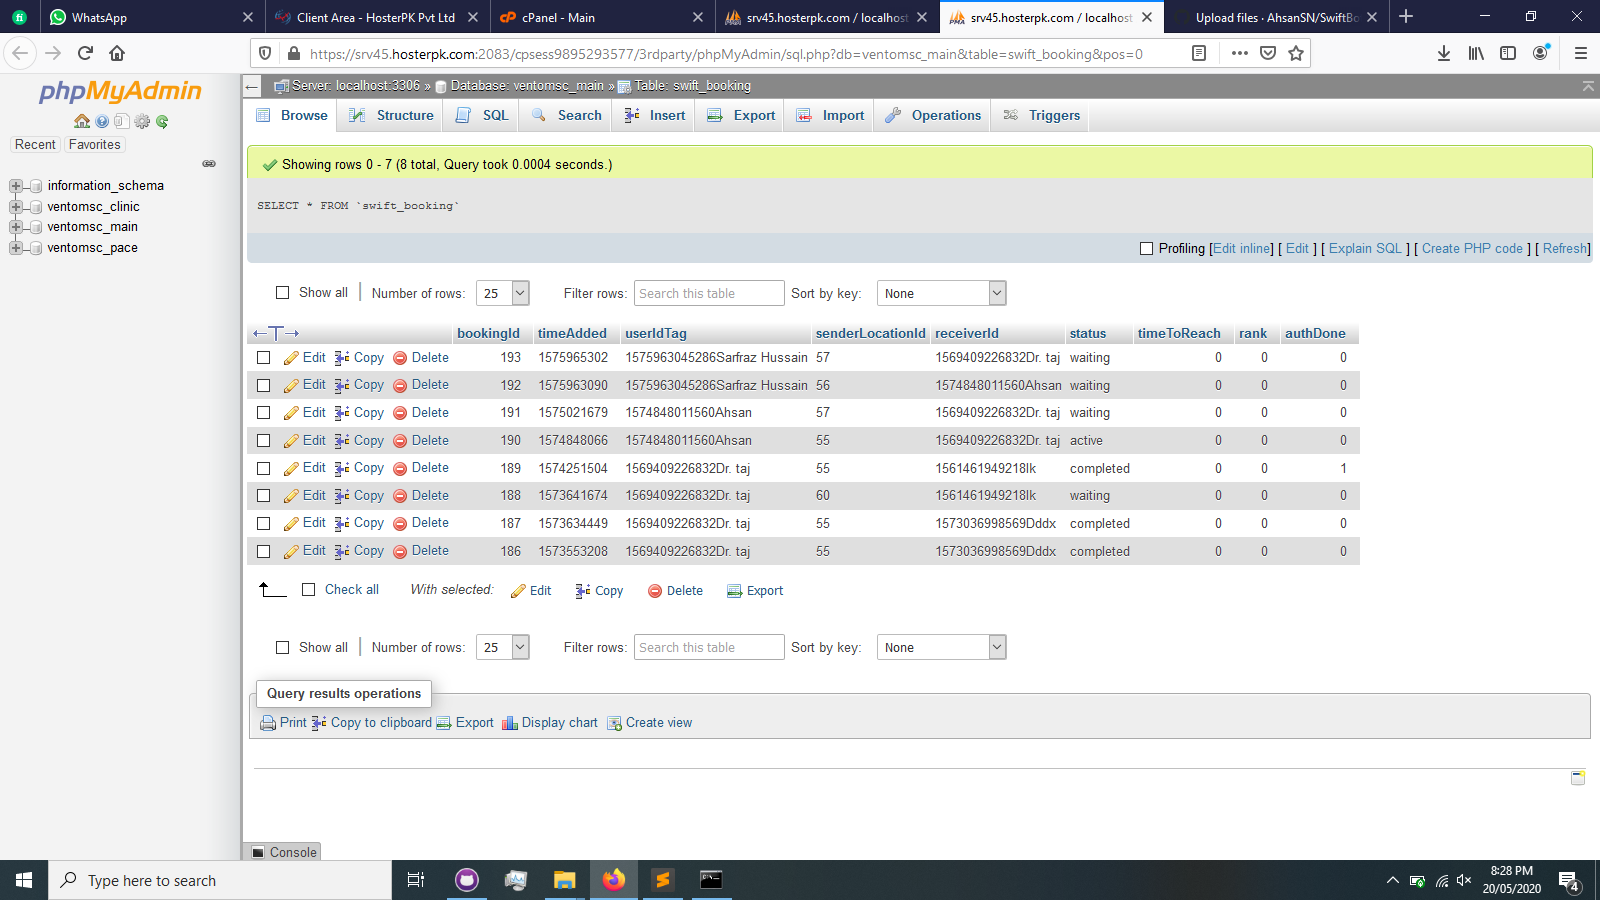 WhatsApp
Client Area - HosterPK Pvt Ltd
cPanel - Main
srv45.hosterpk.com / localhost
srv45.hosterpk.com / localhost
Upload files · AhsanSN/SwiftBo
https://srv45.hosterpk.com:2083/cpsess9895293577/3rdparty/phpMyAdmin/sql.php?db=ventomsc_main&table=swift_booking&pos=0
phpMyAdmin
Recent Favorites
information_schema
ventomsc_clinic
ventomsc_main
ventomsc_pace
Server: localhost:3306 » Database: ventomsc_main » Table: swift_booking
Browse Structure SQL Search Insert Export Import Operations Triggers
Showing rows 0 - 7 (8 total, Query took 0.0004 seconds.)
SELECT * FROM `swift_booking`
Profiling [Edit inline] [ Edit ] [ Explain SQL ] [ Create PHP code ] [ Refresh]
Show all Number of rows: 25 Filter rows: Search this table Sort by key: None
bookingId timeAdded userIdTag senderLocationId receiverId status timeToReach rank authDone
Edit Copy Delete 193 1575965302 1575963045286Sarfraz Hussain 57 1569409226832Dr. taj waiting 0 0 0
Edit Copy Delete 192 1575963090 1575963045286Sarfraz Hussain 56 1574848011560Ahsan waiting 0 0 0
Edit Copy Delete 191 1575021679 1574848011560Ahsan 57 1569409226832Dr. taj waiting 0 0 0
Edit Copy Delete 190 1574848066 1574848011560Ahsan 55 1569409226832Dr. taj active 0 0 0
Edit Copy Delete 189 1574251504 1569409226832Dr. taj 55 1561461949218lk completed 0 0 1
Edit Copy Delete 188 1573641674 1569409226832Dr. taj 60 1561461949218lk waiting 0 0 0
Edit Copy Delete 187 1573634449 1569409226832Dr. taj 55 1573036998569Dddx completed 0 0 0
Edit Copy Delete 186 1573553208 1569409226832Dr. taj 55 1573036998569Dddx completed 0 0 0
Check all With selected: Edit Copy Delete Export
Show all Number of rows: 25 Filter rows: Search this table Sort by key: None
Query results operations
Print Copy to clipboard Export Display chart Create view
Console
Type here to search
8:28 PM
20/05/2020
4